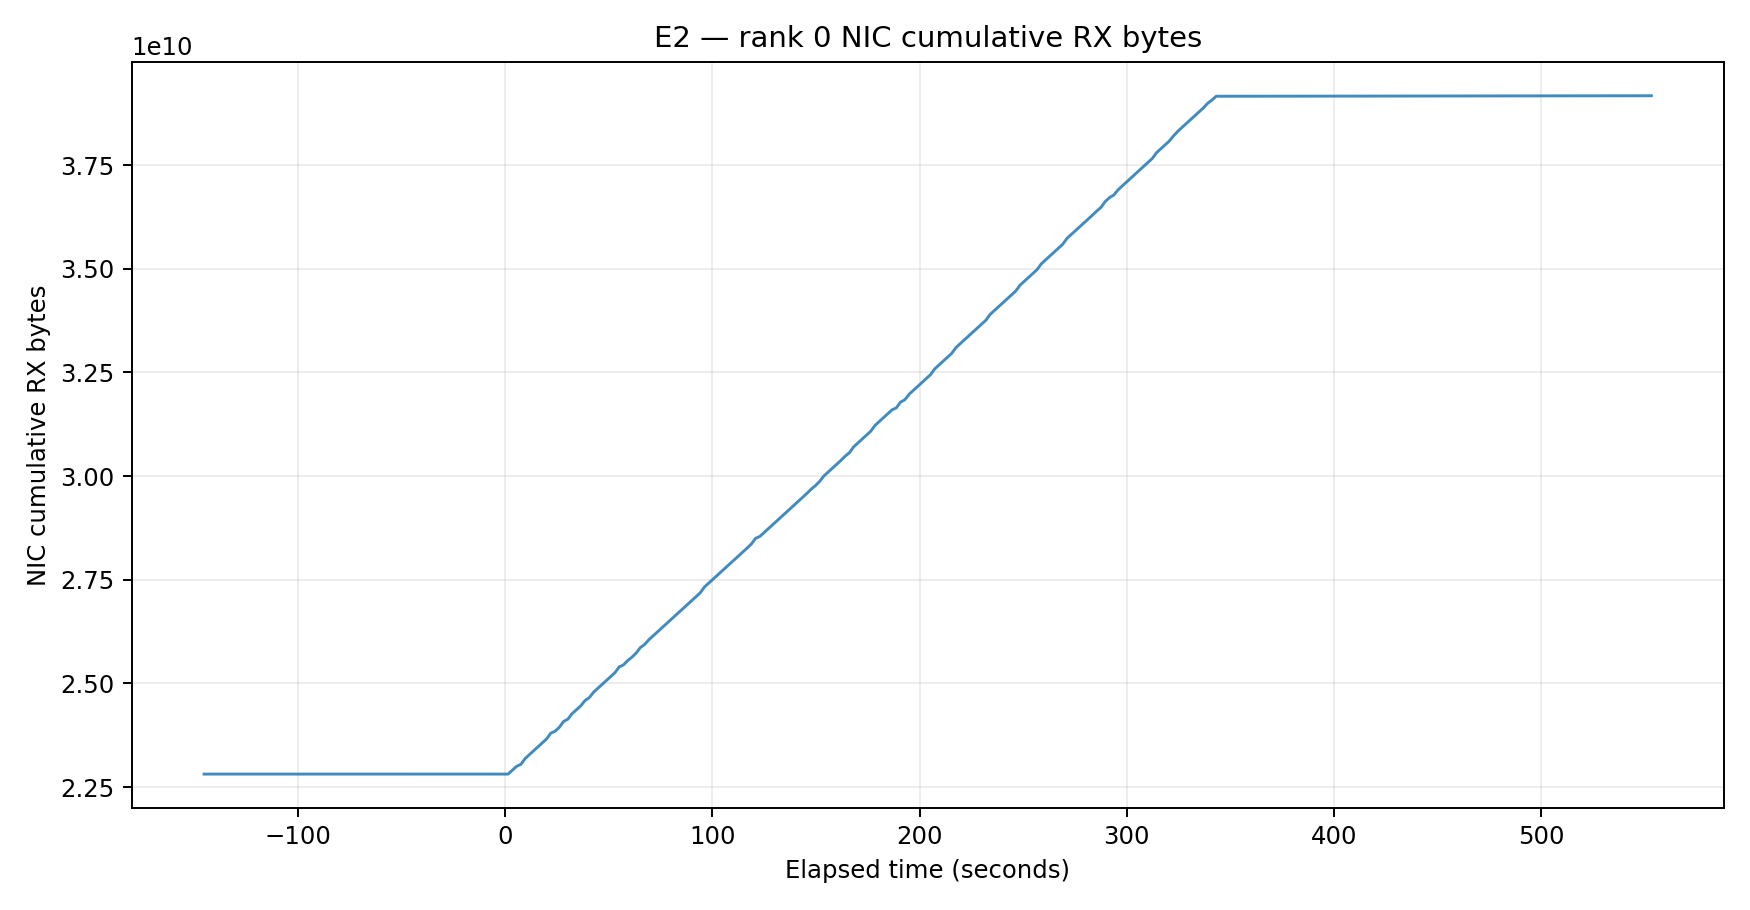 E2 — rank 0 NIC cumulative RX bytes
1e10
3.75
3.50
3.25
3.00
2.75
2.50
2.25
NIC cumulative RX bytes
−100 0 100 200 300 400 500
Elapsed time (seconds)